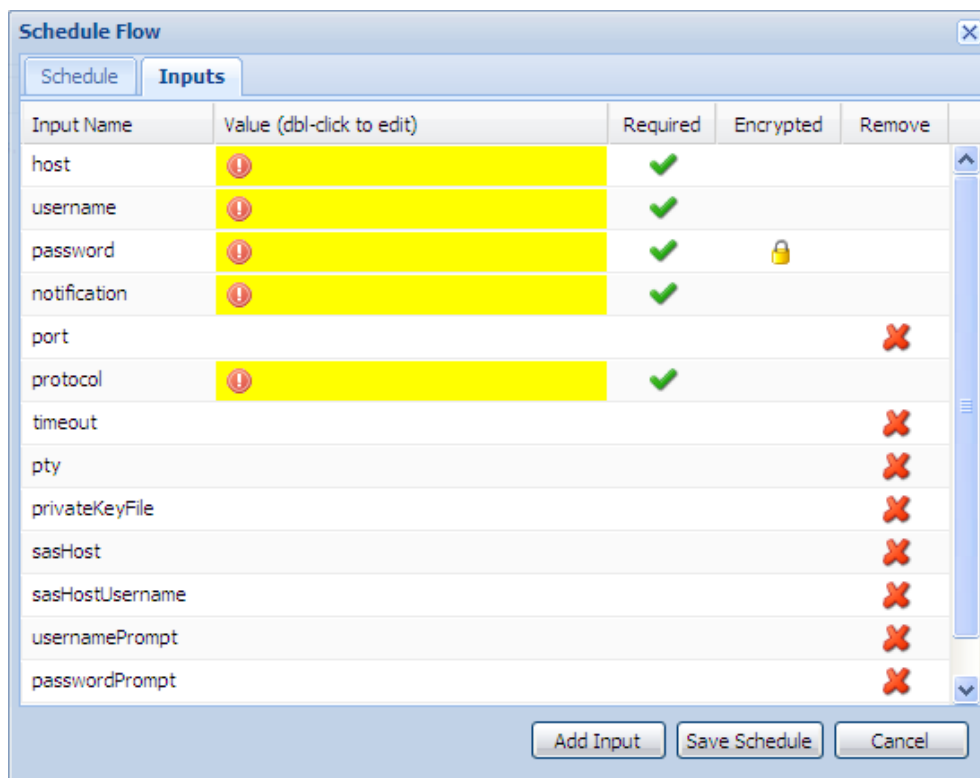 Schedule Flow
Schedule Inputs
Input Name Value (dbl-click to edit) Required Encrypted Remove
host
username
password
notification
port
protocol
timeout
pty
privateKeyFile
sasHost
sasHostUsername
usernamePrompt
passwordPrompt
Add Input Save Schedule Cancel